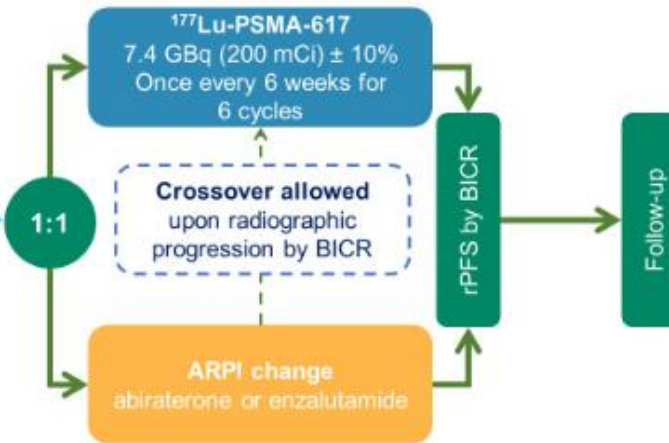 ¹⁷⁷Lu-PSMA-617
7.4 GBq (200 mCi) ± 10%
Once every 6 weeks for
6 cycles
Crossover allowed
upon radiographic
progression by BICR
1:1
rPFS by BICR
Follow-up
ARPI change
abiraterone or enzalutamide